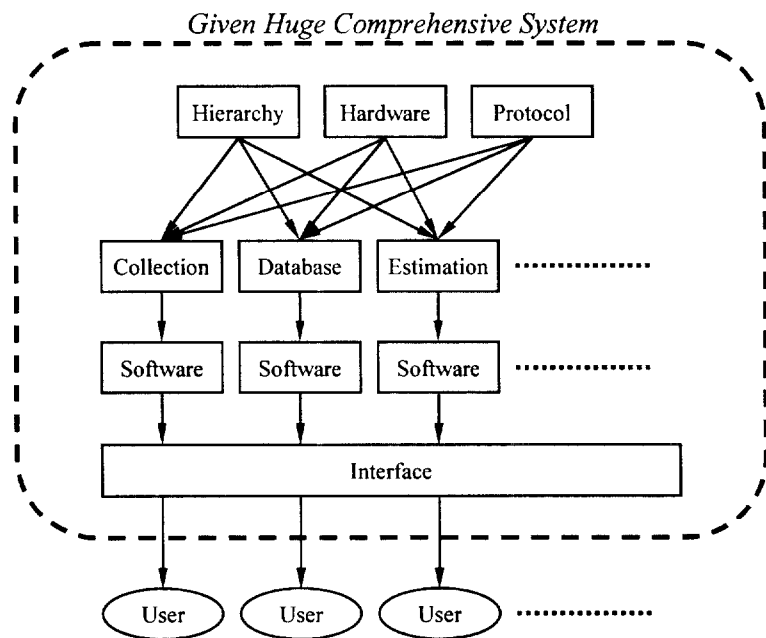 Given Huge Comprehensive System
Hierarchy
Hardware
Protocol
Collection
Database
Estimation
Software
Software
Software
Interface
User
User
User